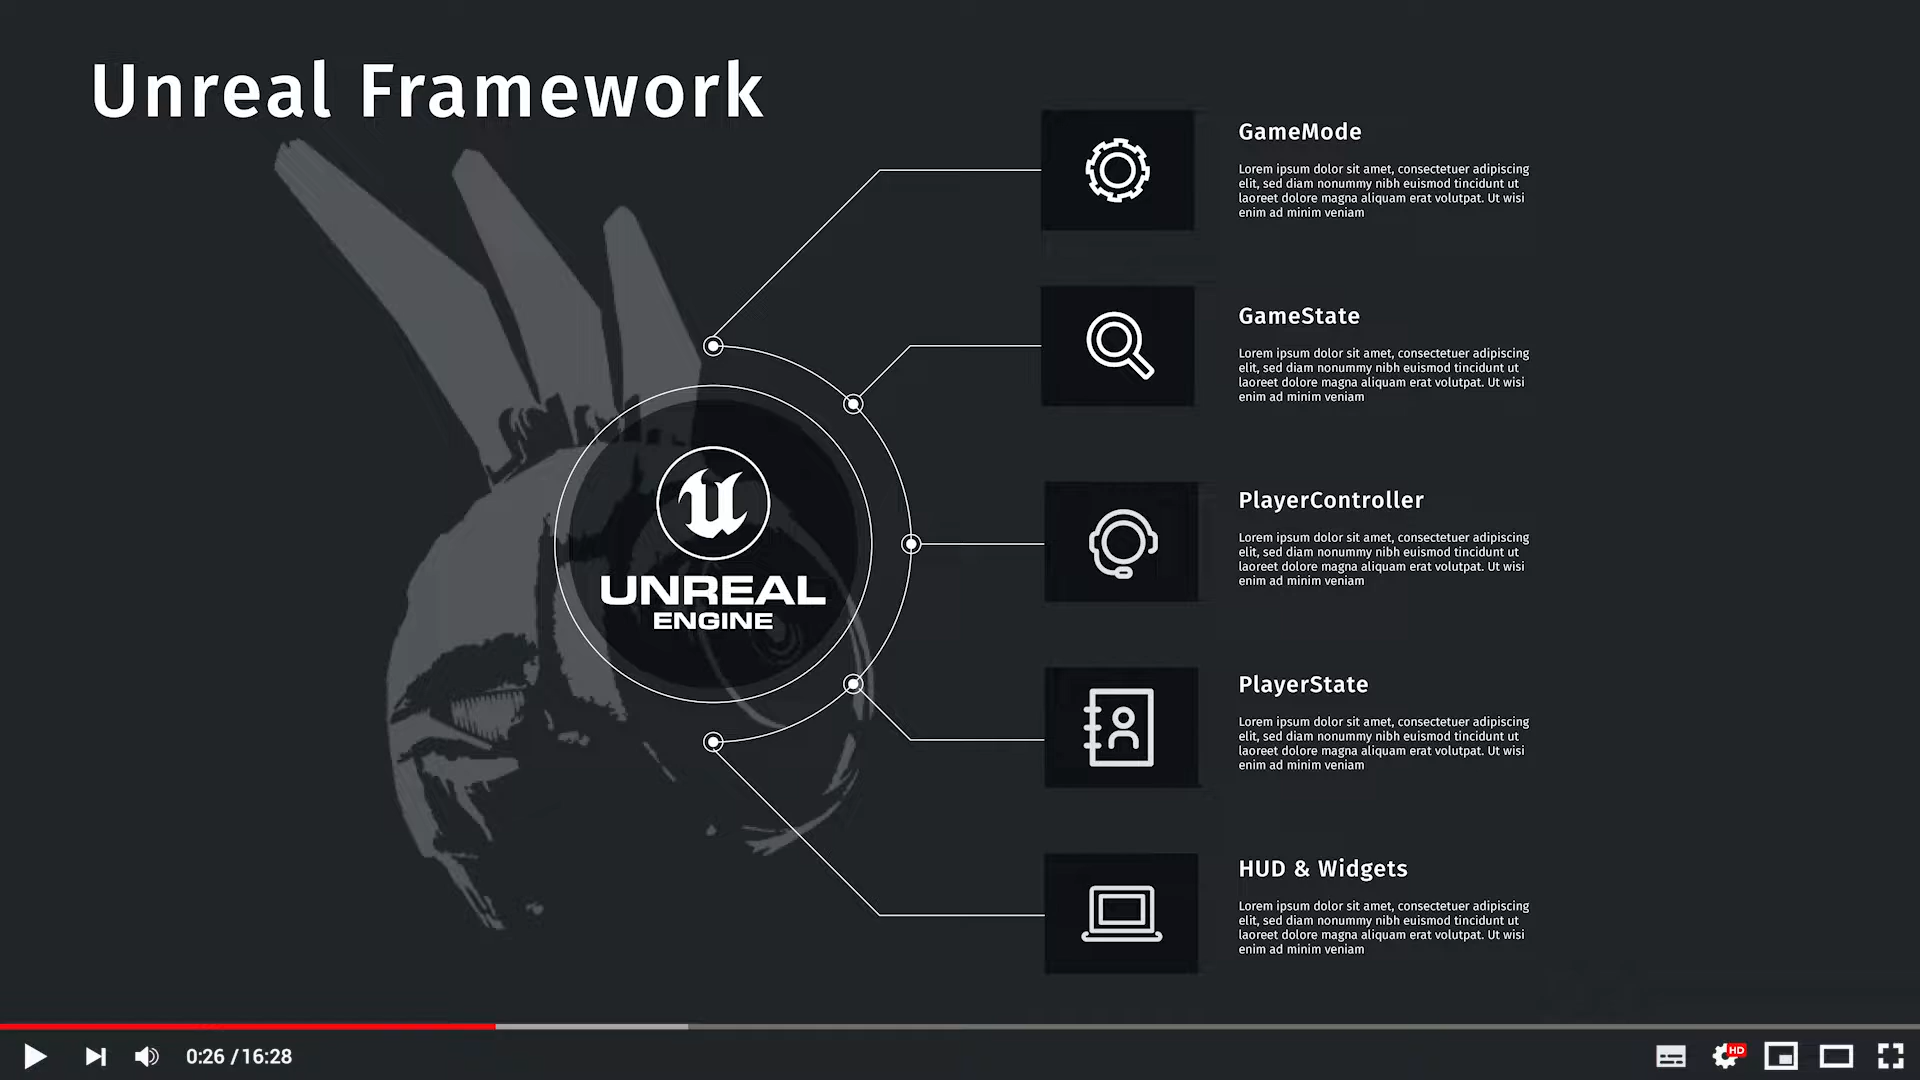 Unreal Framework
GameMode
Lorem ipsum dolor sit amet, consectetuer adipiscing
elit, sed diam nonummy nibh euismod tincidunt ut
laoreet dolore magna aliquam erat volutpat. Ut wisi
enim ad minim veniam
GameState
Lorem ipsum dolor sit amet, consectetuer adipiscing
elit, sed diam nonummy nibh euismod tincidunt ut
laoreet dolore magna aliquam erat volutpat. Ut wisi
enim ad minim veniam
UNREAL
ENGINE
PlayerController
Lorem ipsum dolor sit amet, consectetuer adipiscing
elit, sed diam nonummy nibh euismod tincidunt ut
laoreet dolore magna aliquam erat volutpat. Ut wisi
enim ad minim veniam
PlayerState
Lorem ipsum dolor sit amet, consectetuer adipiscing
elit, sed diam nonummy nibh euismod tincidunt ut
laoreet dolore magna aliquam erat volutpat. Ut wisi
enim ad minim veniam
HUD & Widgets
Lorem ipsum dolor sit amet, consectetuer adipiscing
elit, sed diam nonummy nibh euismod tincidunt ut
laoreet dolore magna aliquam erat volutpat. Ut wisi
enim ad minim veniam
0:26 / 16:28
HD